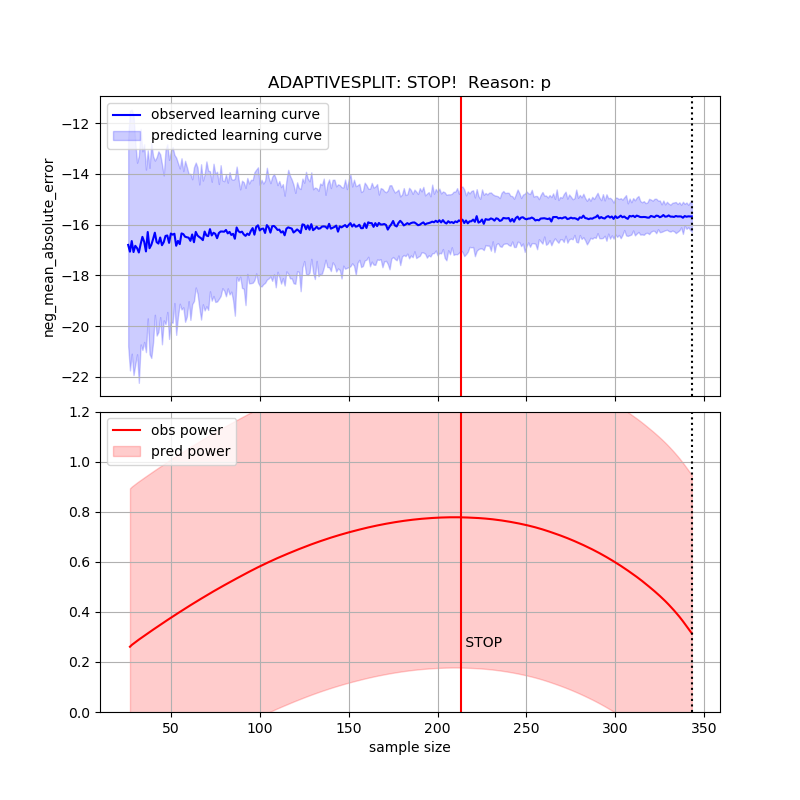 ADAPTIVESPLIT: STOP!  Reason: p
observed learning curve
predicted learning curve
neg_mean_absolute_error
−12
−14
−16
−18
−20
−22
obs power
pred power
1.2
1.0
0.8
0.6
0.4
0.2
0.0
STOP
50 100 150 200 250 300 350
sample size